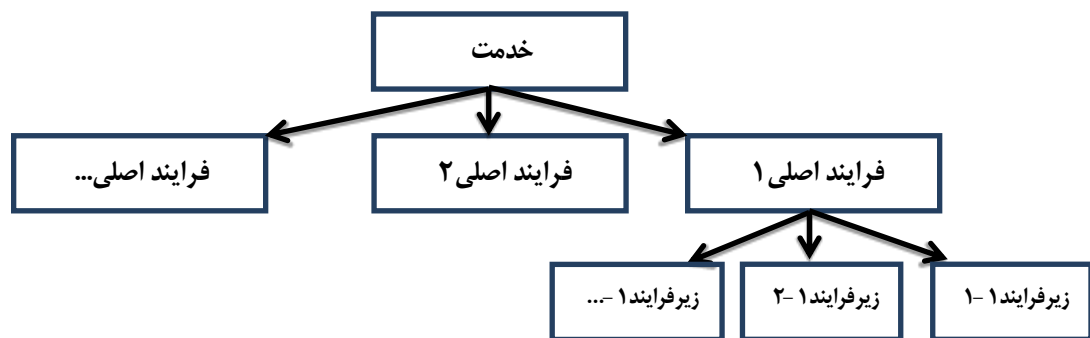 خدمت
فرایند اصلی۱
فرایند اصلی۲
فرایند اصلی...
زیرفرایند۱ -۱
زیرفرایند۱ -۲
زیرفرایند۱ -...